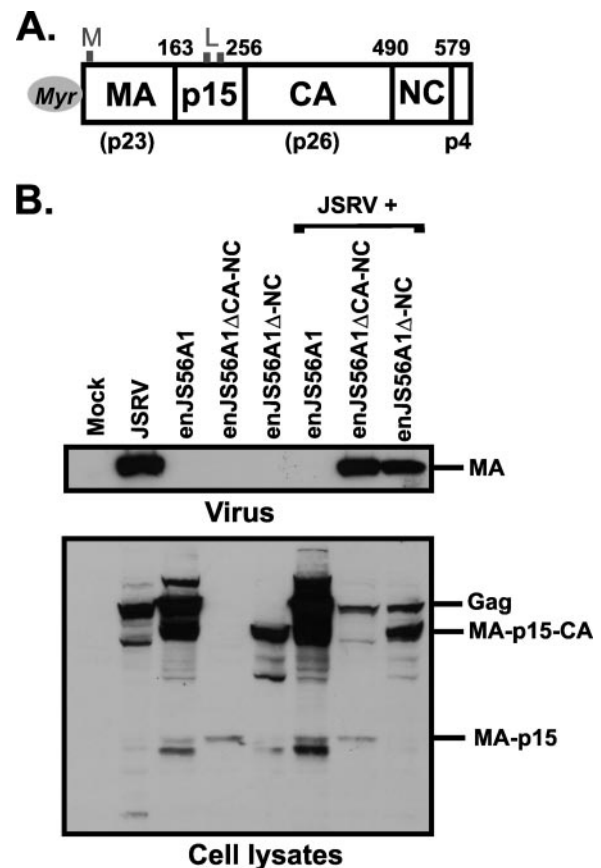 A.
M 163 L 256 490 579
Myr MA p15 CA NC
(p23) (p26) p4
B.
JSRV +
Mock
JSRV
enJS56A1
enJS56A1ΔCA-NC
enJS56A1Δ-NC
enJS56A1
enJS56A1ΔCA-NC
enJS56A1Δ-NC
MA
Virus
Gag
MA-p15-CA
MA-p15
Cell lysates